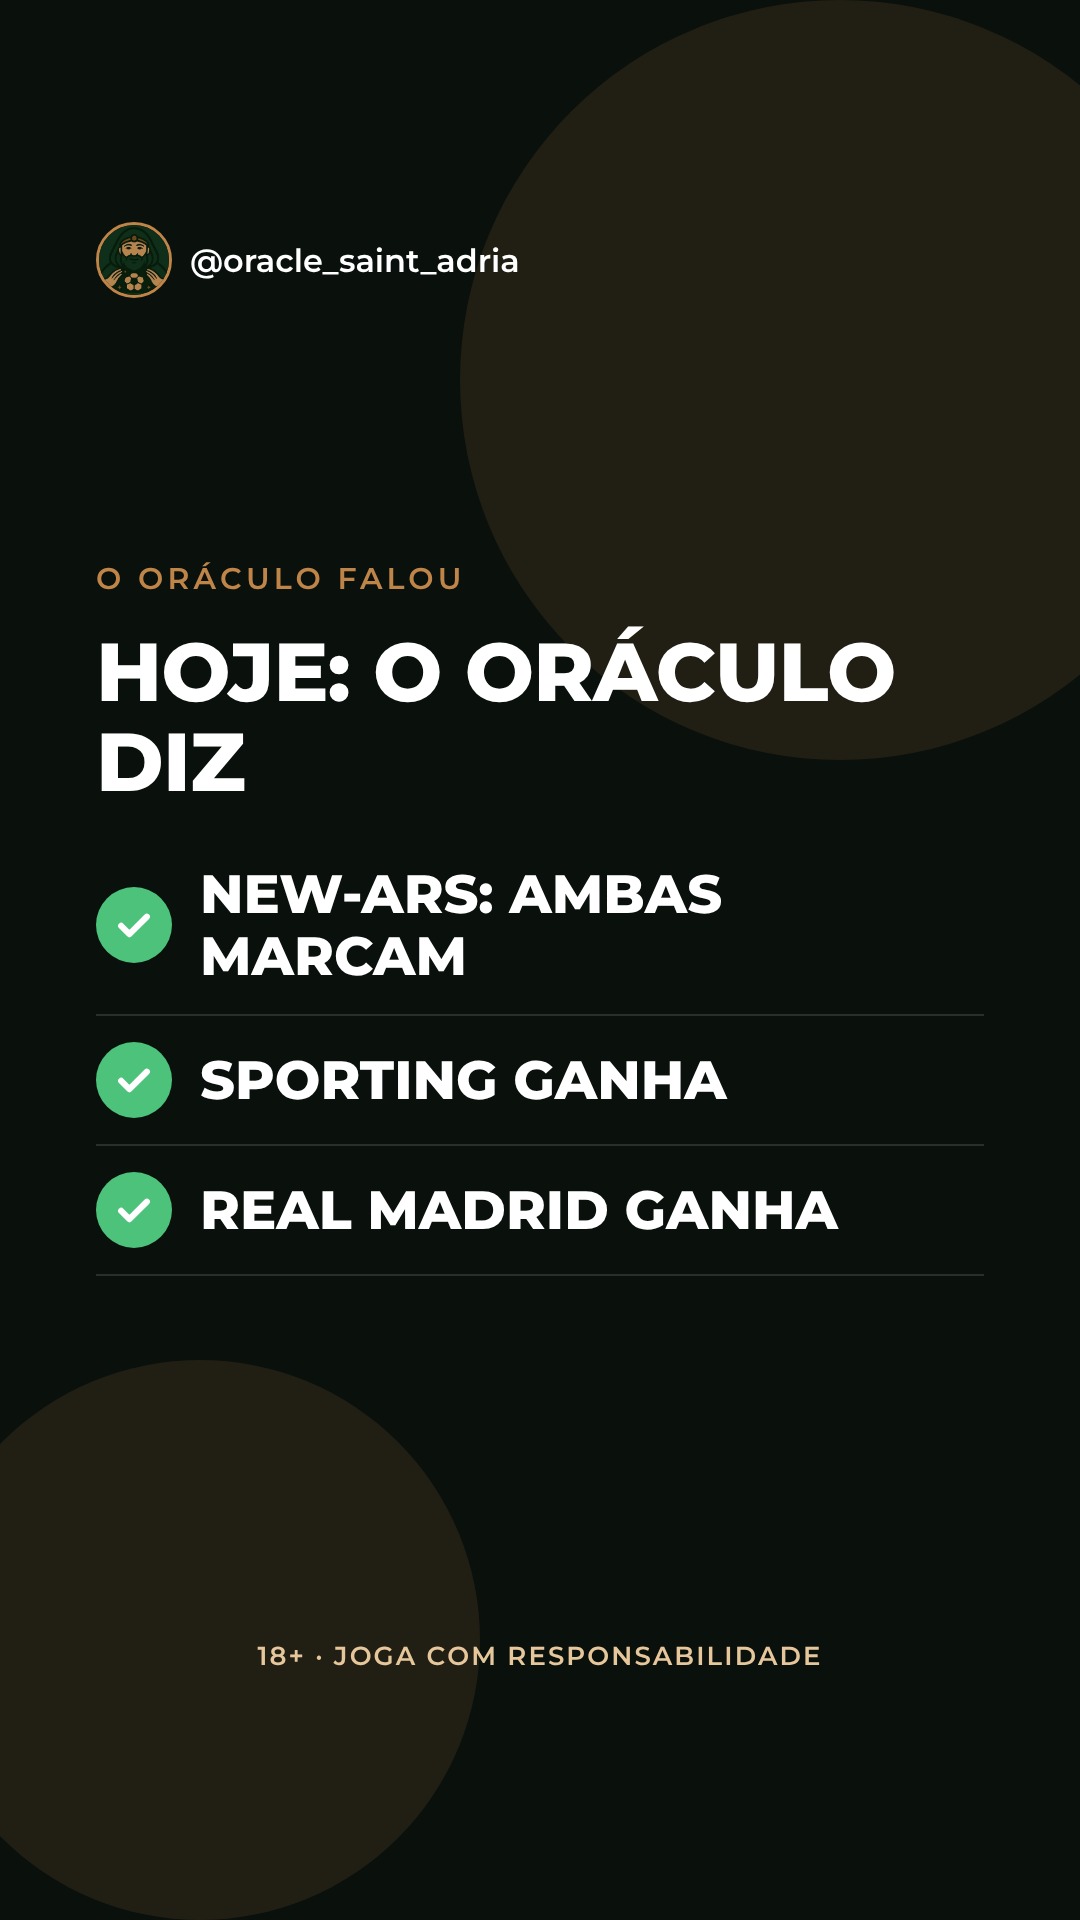 @oracle_saint_adria
O ORÁCULO FALOU
HOJE: O ORÁCULO
DIZ
NEW-ARS: AMBAS
MARCAM
SPORTING GANHA
REAL MADRID GANHA
18+ · JOGA COM RESPONSABILIDADE